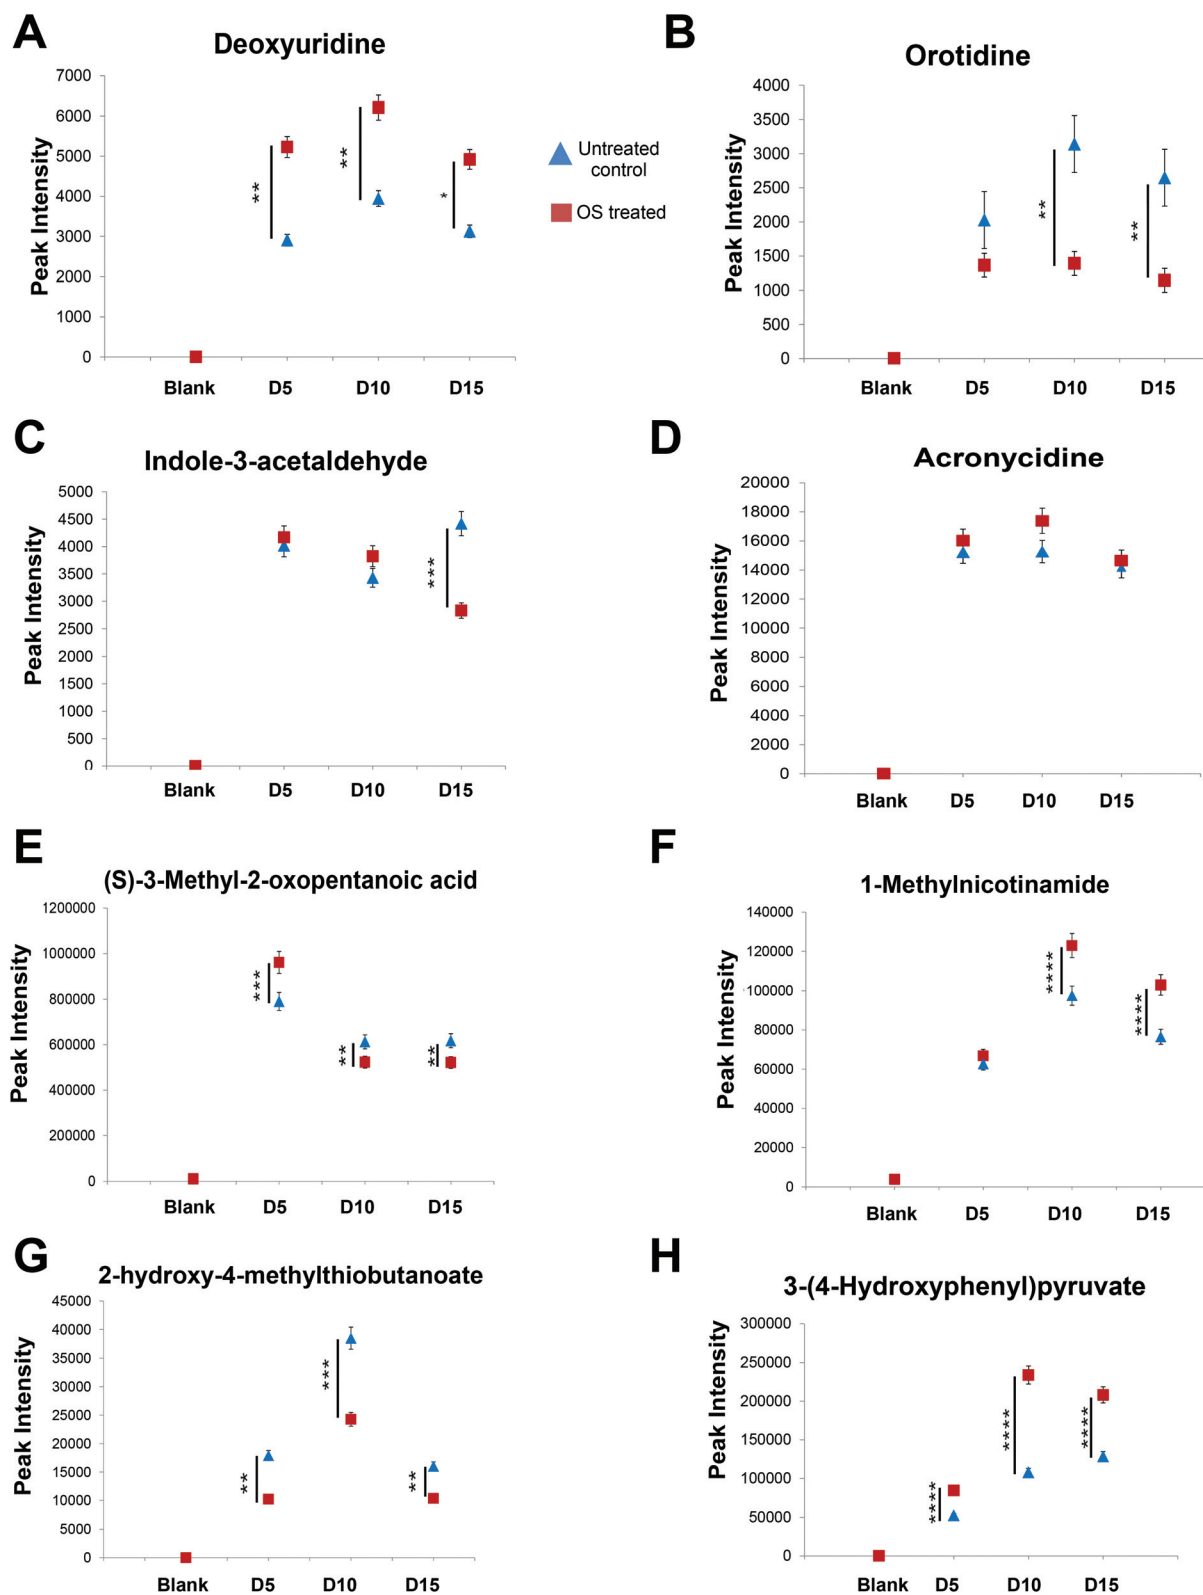 A
Deoxyuridine
Peak Intensity
7000
6000
5000
4000
3000
2000
1000
0
**
**
*
Blank D5 D10 D15
Untreated
control
OS treated
B
Orotidine
Peak Intensity
4000
3500
3000
2500
2000
1500
1000
500
0
**
**
Blank D5 D10 D15
C
Indole-3-acetaldehyde
Peak Intensity
5000
4500
4000
3500
3000
2500
2000
1500
1000
500
0
***
Blank D5 D10 D15
D
Acronycidine
Peak Intensity
20000
18000
16000
14000
12000
10000
8000
6000
4000
2000
0
Blank D5 D10 D15
E
(S)-3-Methyl-2-oxopentanoic acid
Peak Intensity
1200000
1000000
800000
600000
400000
200000
0
***
**
**
Blank D5 D10 D15
F
1-Methylnicotinamide
Peak Intensity
140000
120000
100000
80000
60000
40000
20000
0
****
****
Blank D5 D10 D15
G
2-hydroxy-4-methylthiobutanoate
Peak Intensity
45000
40000
35000
30000
25000
20000
15000
10000
5000
0
**
***
**
Blank D5 D10 D15
H
3-(4-Hydroxyphenyl)pyruvate
Peak Intensity
300000
250000
200000
150000
100000
50000
0
****
****
****
Blank D5 D10 D15